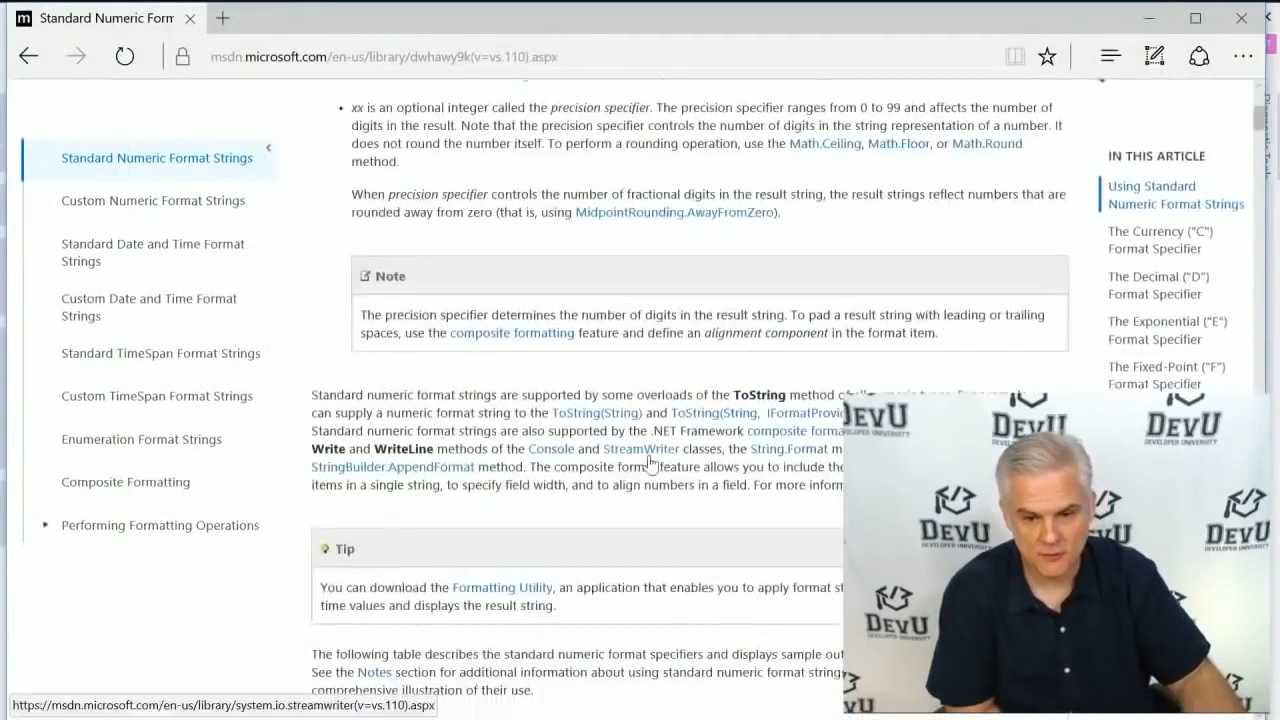 Standard Numeric Form
msdn.microsoft.com/en-us/library/dwhawy9k(v=vs.110).aspx
Standard Numeric Format Strings
Custom Numeric Format Strings
Standard Date and Time Format
Strings
Custom Date and Time Format
Strings
Standard TimeSpan Format Strings
Custom TimeSpan Format Strings
Enumeration Format Strings
Composite Formatting
Performing Formatting Operations
• xx is an optional integer called the precision specifier. The precision specifier ranges from 0 to 99 and affects the number of
digits in the result. Note that the precision specifier controls the number of digits in the string representation of a number. It
does not round the number itself. To perform a rounding operation, use the Math.Ceiling, Math.Floor, or Math.Round
method.
When precision specifier controls the number of fractional digits in the result string, the result strings reflect numbers that are
rounded away from zero (that is, using MidpointRounding.AwayFromZero).
Note
The precision specifier determines the number of digits in the result string. To pad a result string with leading or trailing
spaces, use the composite formatting feature and define an alignment component in the format item.
Standard numeric format strings are supported by some overloads of the ToString method of
can supply a numeric format string to the ToString(String) and ToString(String, IFormatProvi
Standard numeric format strings are also supported by the .NET Framework composite forma
Write and WriteLine methods of the Console and StreamWriter classes, the String.Format m
StringBuilder.AppendFormat method. The composite format feature allows you to include the
items in a single string, to specify field width, and to align numbers in a field. For more inform
Tip
You can download the Formatting Utility, an application that enables you to apply format st
time values and displays the result string.
The following table describes the standard numeric format specifiers and displays sample out
See the Notes section for additional information about using standard numeric format string
comprehensive illustration of their use.
IN THIS ARTICLE
Using Standard
Numeric Format Strings
The Currency ("C")
Format Specifier
The Decimal ("D")
Format Specifier
The Exponential ("E")
Format Specifier
The Fixed-Point ("F")
Format Specifier
DEVU
DEVU
DEVU
DEVU
DEVELOPER UNIVERSITY
DEVU
DEVELOPER UNIVERSITY
DEVU
DEVELOPER UNIVERSITY
https://msdn.microsoft.com/en-us/library/system.io.streamwriter(v=vs.110).aspx